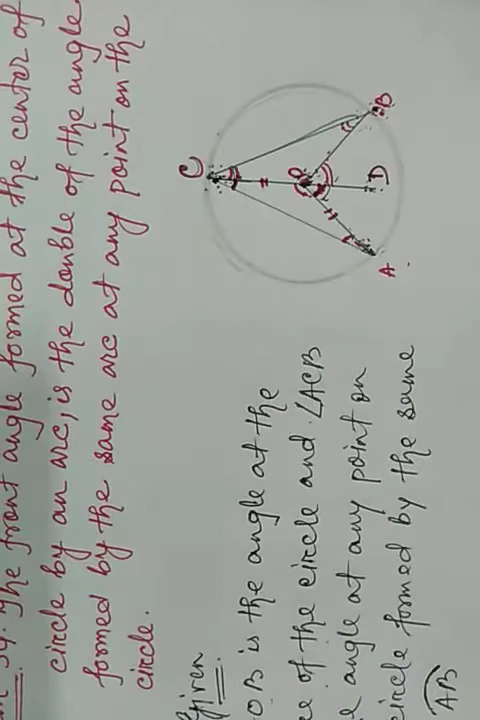 34. The front angle formed at the center of
circle by an arc, is the double of the angle
formed by the same arc at any point on the
circle.
Given
OB is the angle at the
of the circle and ∠ACB
angle at any point on
circle formed by the same
AB
C
O
B
D
A.